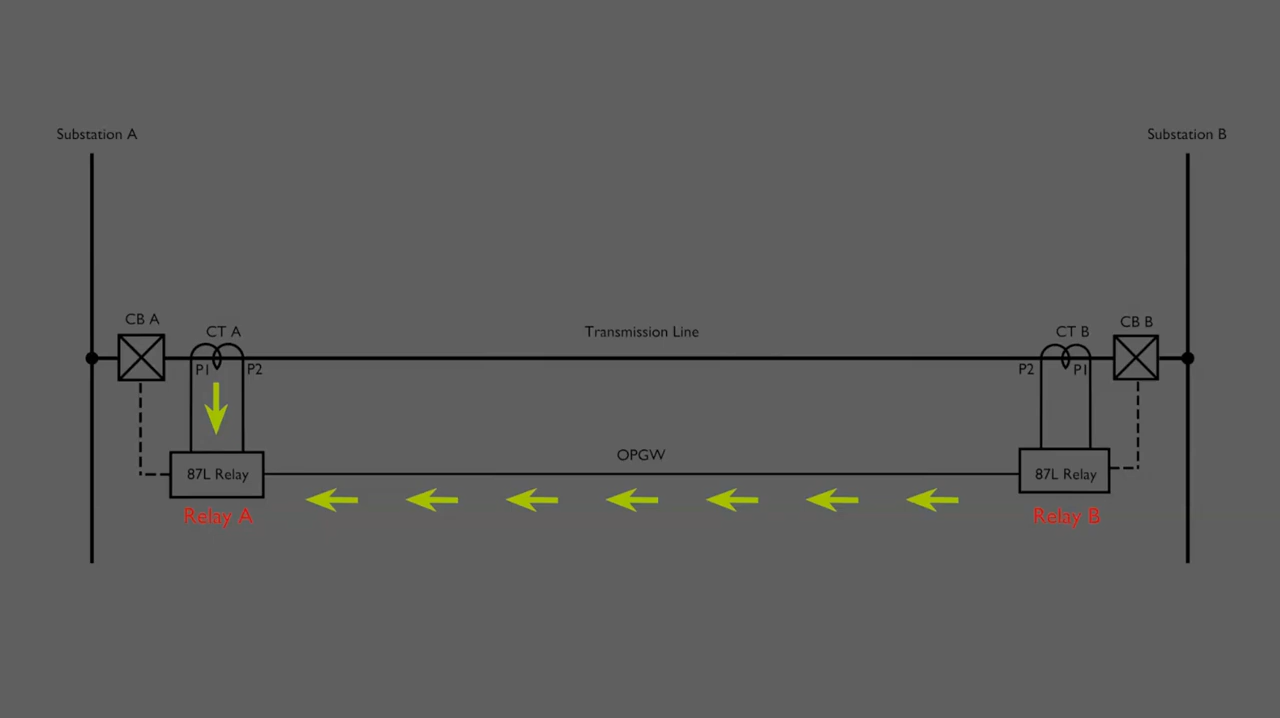 Substation A
Substation B
CB A
CT A
Transmission Line
CT B
CB B
P1
P2
P2
P1
OPGW
87L Relay
87L Relay
Relay A
Relay B